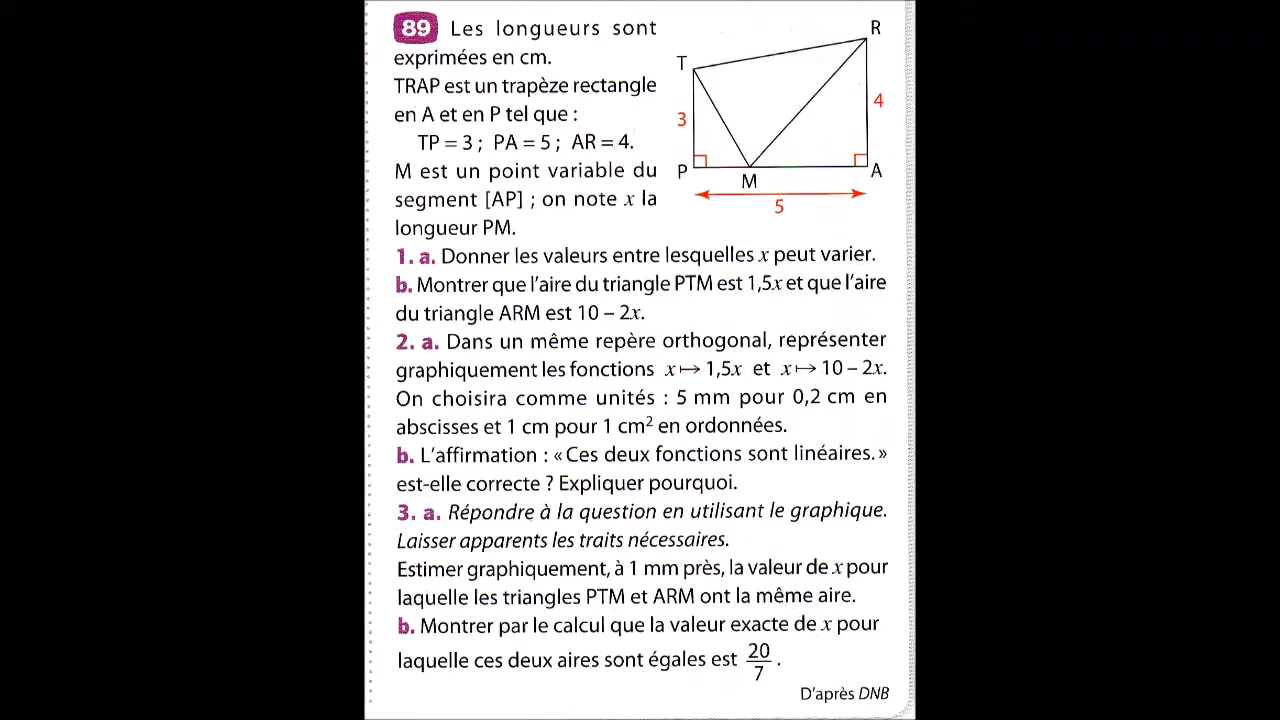 89 Les longueurs sont
exprimées en cm.
TRAP est un trapèze rectangle
en A et en P tel que :
TP = 3 ; PA = 5 ; AR = 4.
M est un point variable du
segment [AP] ; on note x la
longueur PM.
R
T
4
3
P
M
A
5
1. a. Donner les valeurs entre lesquelles x peut varier.
b. Montrer que l'aire du triangle PTM est 1,5x et que l'aire
du triangle ARM est 10 – 2x.
2. a. Dans un même repère orthogonal, représenter
graphiquement les fonctions x ↦ 1,5x et x ↦ 10 – 2x.
On choisira comme unités : 5 mm pour 0,2 cm en
abscisses et 1 cm pour 1 cm² en ordonnées.
b. L'affirmation : « Ces deux fonctions sont linéaires. »
est-elle correcte ? Expliquer pourquoi.
3. a. Répondre à la question en utilisant le graphique.
Laisser apparents les traits nécessaires.
Estimer graphiquement, à 1 mm près, la valeur de x pour
laquelle les triangles PTM et ARM ont la même aire.
b. Montrer par le calcul que la valeur exacte de x pour
laquelle ces deux aires sont égales est 20/7.
D'après DNB